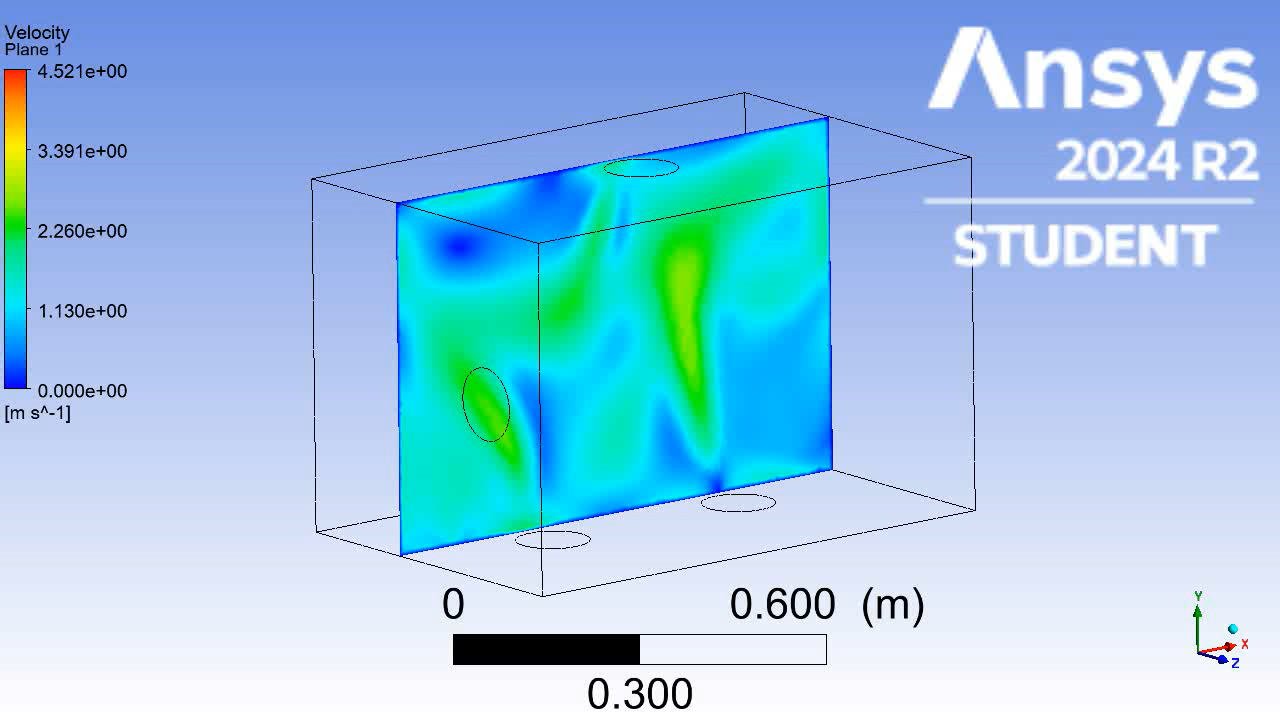 Velocity
Plane 1
4.521e+00
3.391e+00
2.260e+00
1.130e+00
0.000e+00
[m s^-1]
Ansys
2024 R2
STUDENT
0 0.600 (m)
0.300
Y
X
Z